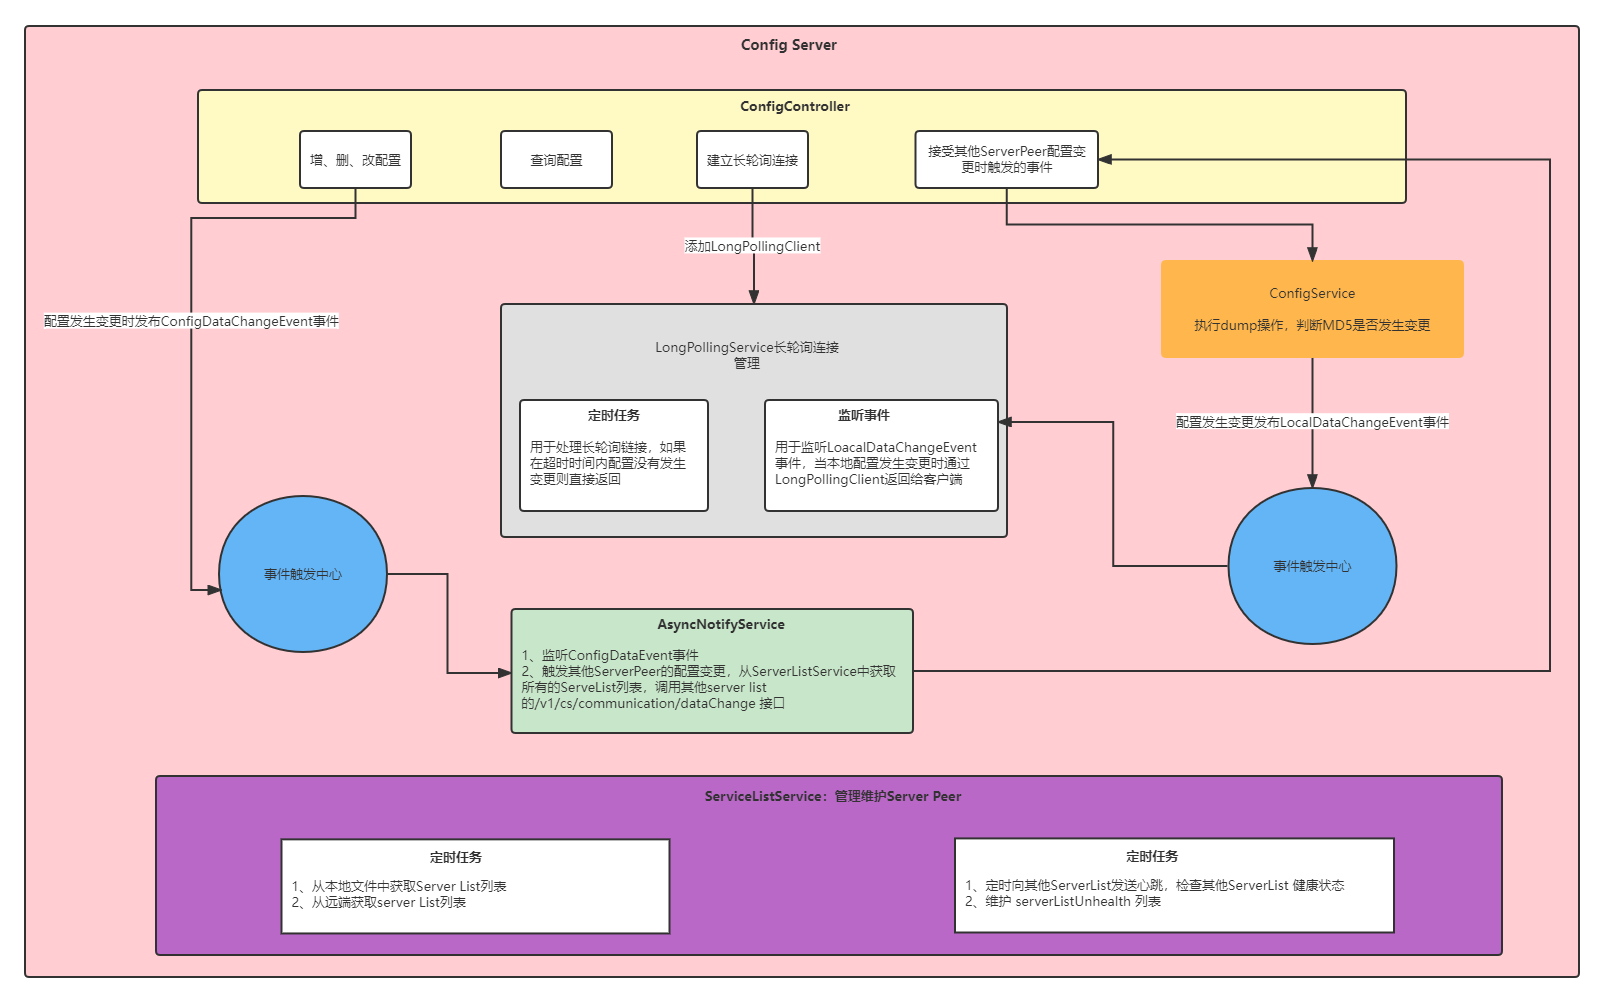 Config Server
ConfigController
增、删、改配置
查询配置
建立长轮询连接
接受其他ServerPeer配置变
更时触发的事件
添加LongPollingClient
配置发生变更时发布ConfigDataChangeEvent事件
ConfigService
执行dump操作，判断MD5是否发生变更
LongPollingService长轮询连接
管理
定时任务
用于处理长轮询链接，如果
在超时时间内配置没有发生
变更则直接返回
监听事件
用于监听LoacalDataChangeEvent
事件，当本地配置发生变更时通过
LongPollingClient返回给客户端
配置发生变更发布LocalDataChangeEvent事件
事件触发中心
事件触发中心
AsyncNotifyService
1、监听ConfigDataEvent事件
2、触发其他ServerPeer的配置变更，从ServerListService中获取
所有的ServeList列表，调用其他server list
的/v1/cs/communication/dataChange 接口
ServiceListService：管理维护Server Peer
定时任务
1、从本地文件中获取Server List列表
2、从远端获取server List列表
定时任务
1、定时向其他ServerList发送心跳，检查其他ServerList 健康状态
2、维护 serverListUnhealth 列表